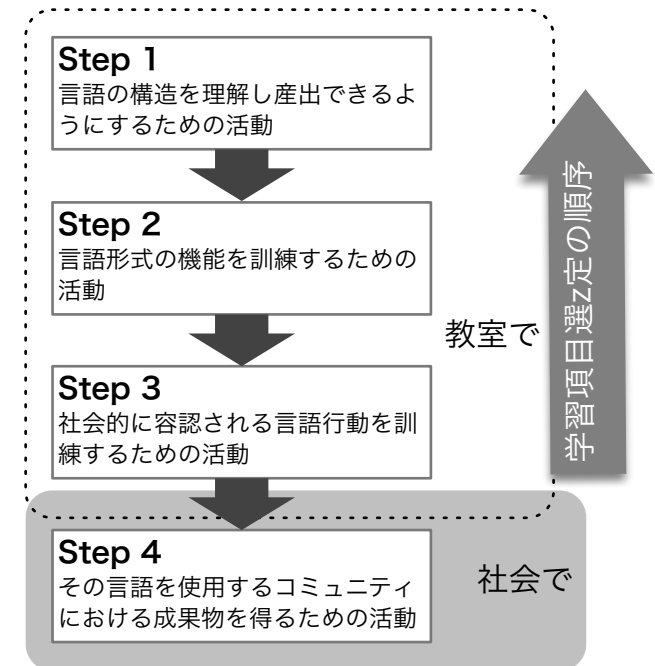 Step 1
言語の構造を理解し産出できるよ
うにするための活動
Step 2
言語形式の機能を訓練するための
活動
教室で
学習項目選z定の順序
Step 3
社会的に容認される言語行動を訓
練するための活動
Step 4
その言語を使用するコミュニティ
における成果物を得るための活動
社会で